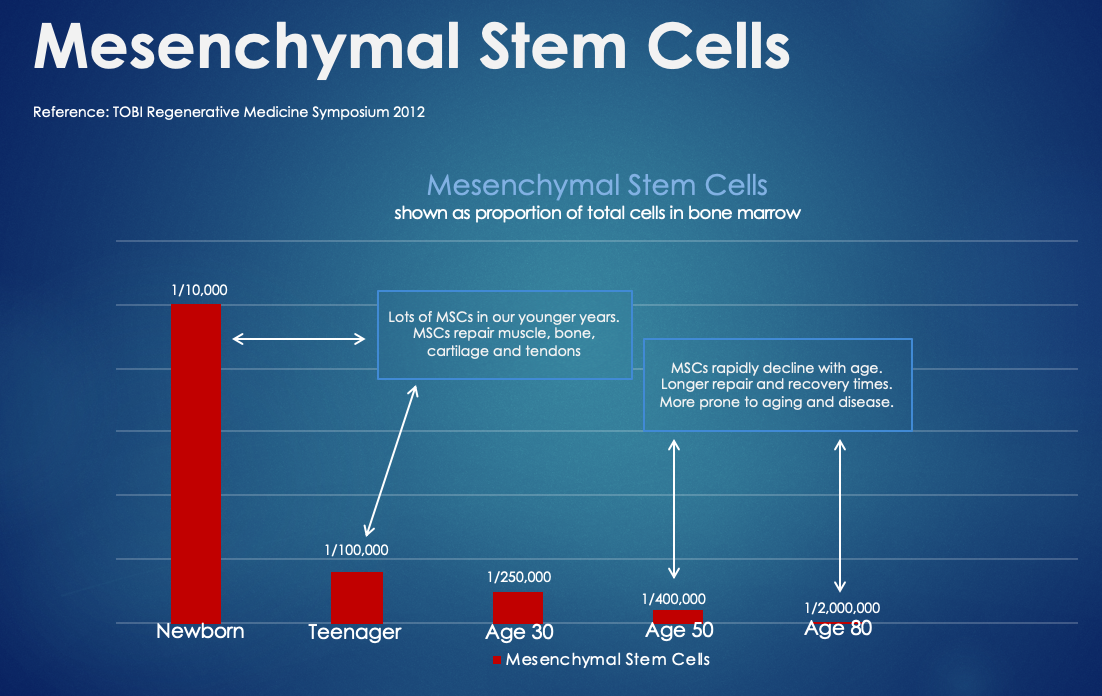 Mesenchymal Stem Cells
Reference: TOBI Regenerative Medicine Symposium 2012
Mesenchymal Stem Cells
shown as proportion of total cells in bone marrow
1/10,000
Lots of MSCs in our younger years.
MSCs repair muscle, bone,
cartilage and tendons
MSCs rapidly decline with age.
Longer repair and recovery times.
More prone to aging and disease.
1/100,000
1/250,000
1/400,000
1/2,000,000
Newborn
Teenager
Age 30
Age 50
Age 80
Mesenchymal Stem Cells